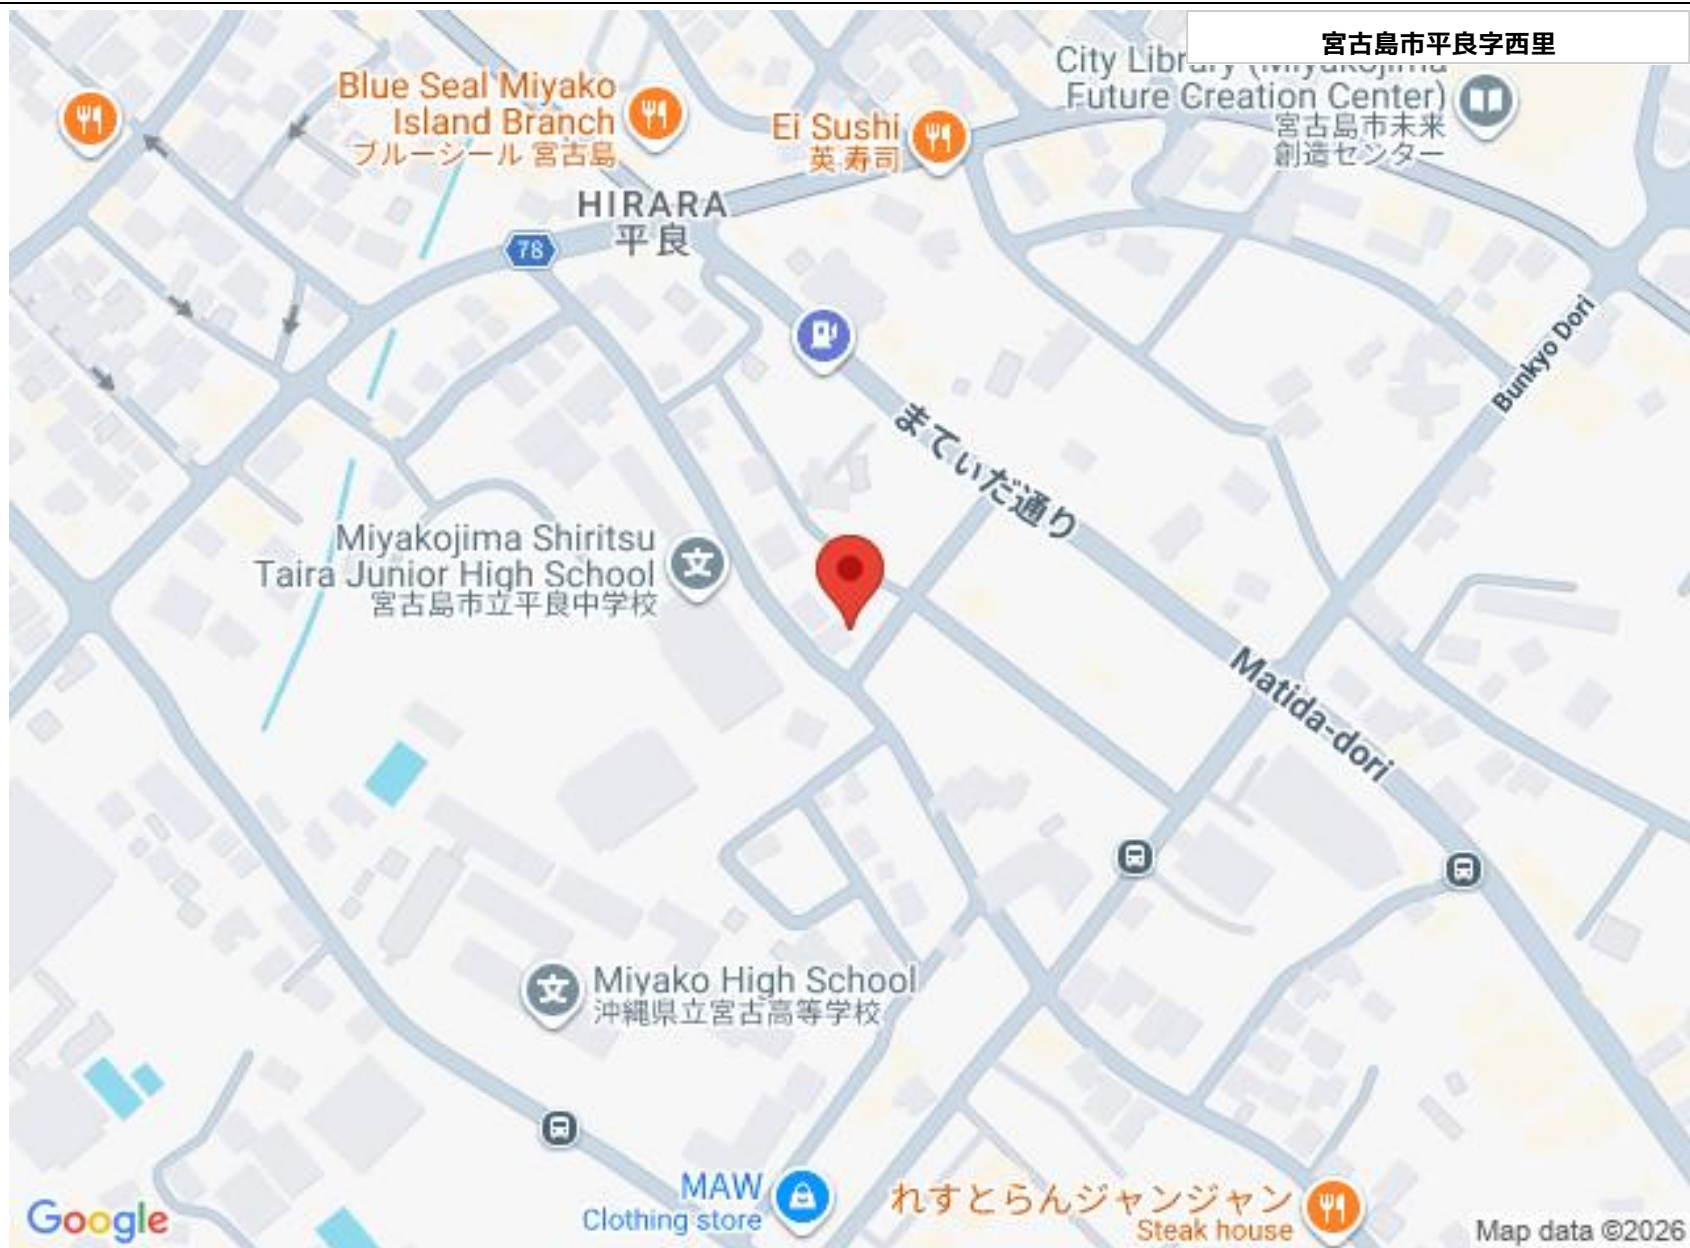 宮古島市平良字西里
Blue Seal Miyako
Island Branch
ブルーシール 宮古島
Ei Sushi
英 寿司
City Library (Miyakojima
Future Creation Center)
宮古島市未来
創造センター
HIRARA
平良
78
Bunkyo Dori
まてぃだ通り
Miyakojima Shiritsu
Taira Junior High School
宮古島市立平良中学校
文
Matida-dori
文
Miyako High School
沖縄県立宮古高等学校
MAW
Clothing store
れすとらんジャンジャン
Steak house
Google
Map data ©2026